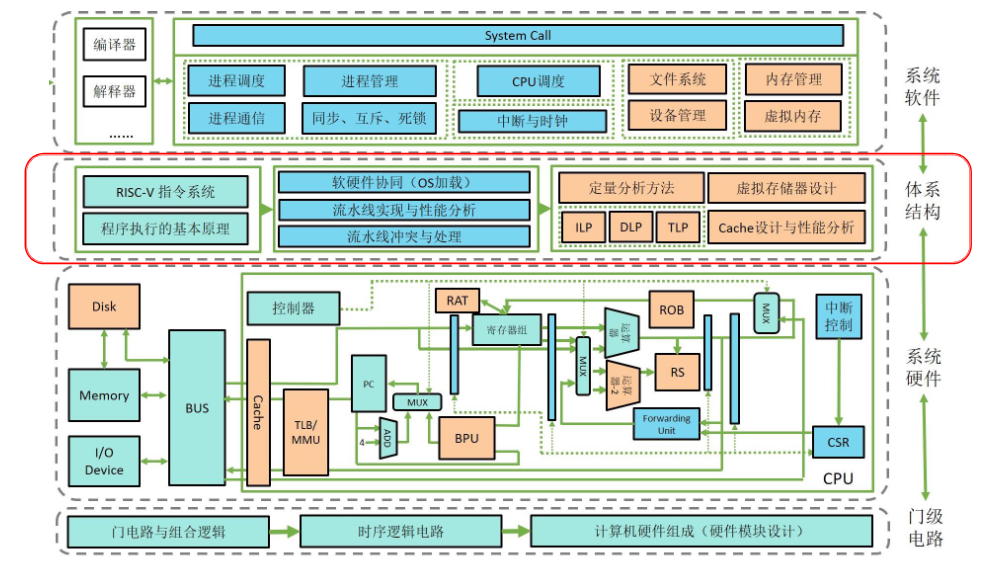 编译器
解释器
……
System Call
进程调度
进程管理
CPU调度
文件系统
内存管理
进程通信
同步、互斥、死锁
中断与时钟
设备管理
虚拟内存
系统
软件
RISC-V 指令系统
程序执行的基本原理
软硬件协同（OS加载）
流水线实现与性能分析
流水线冲突与处理
定量分析方法
虚拟存储器设计
ILP
DLP
TLP
Cache设计与性能分析
体系
结构
Disk
Memory
I/O
Device
BUS
控制器
Cache
TLB/
MMU
PC
4
ADD
MUX
BPU
RAT
寄存器组
MUX
运算
器
运算
器-2
ROB
RS
MUX
Forwarding
Unit
中断
控制
CSR
CPU
系统
硬件
门电路与组合逻辑
时序逻辑电路
计算机硬件组成（硬件模块设计）
门级
电路